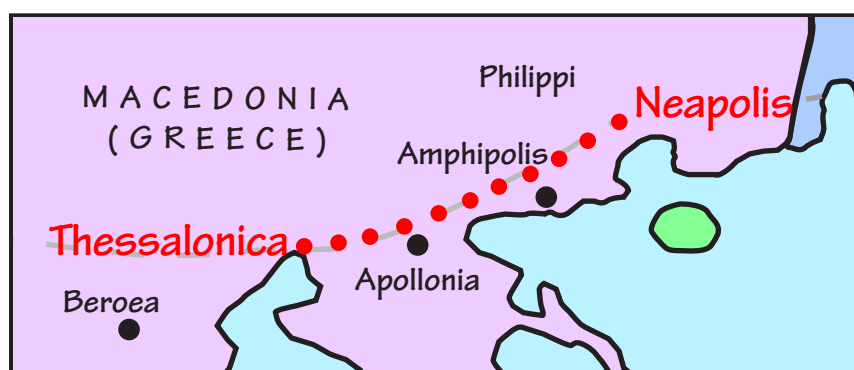 Philippi
Neapolis
MACEDONIA
(GREECE)
Amphipolis
Thessalonica
Apollonia
Beroea